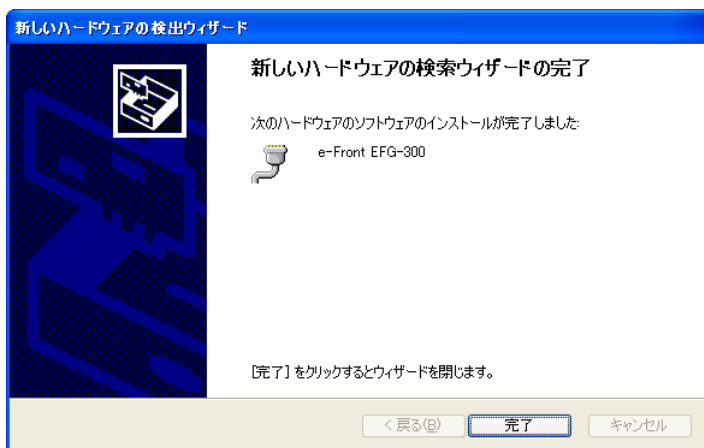 新しいハードウェアの検出ウィザード
新しいハードウェアの検索ウィザードの完了
次のハードウェアのソフトウェアのインストールが完了しました:
e-Front EFG-300
[完了] をクリックするとウィザードを閉じます。
< 戻る(B)
完了
キャンセル